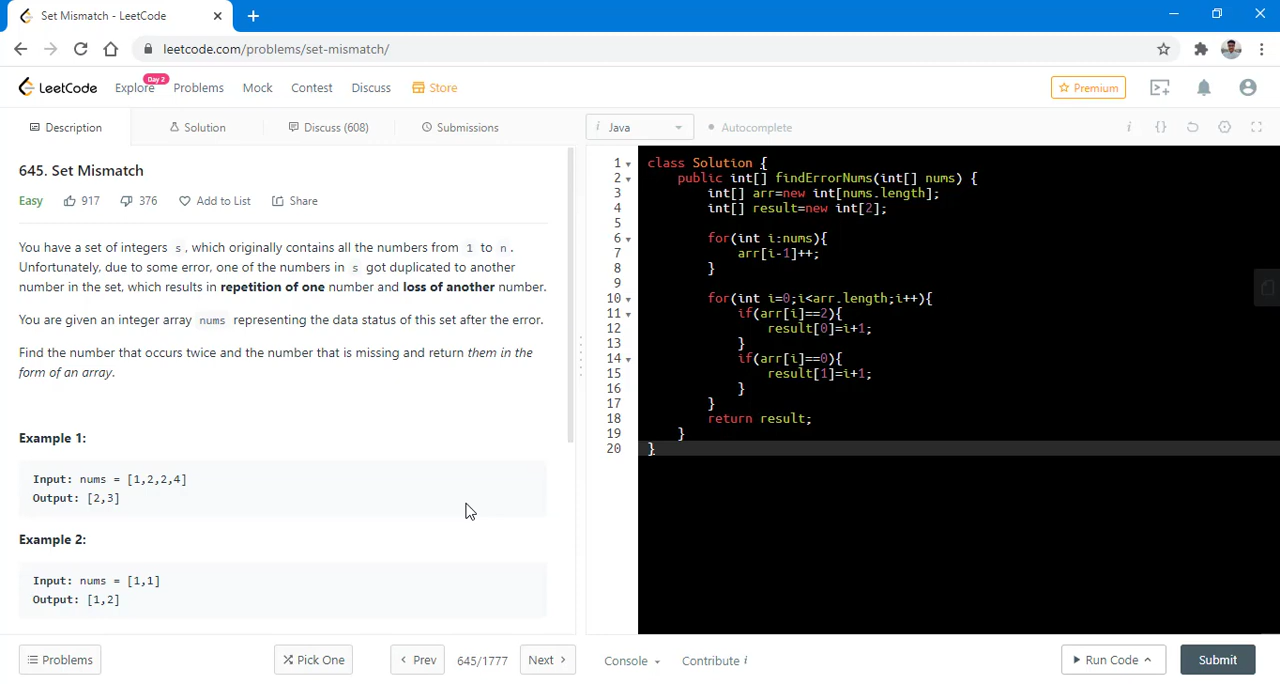 Set Mismatch - LeetCode
leetcode.com/problems/set-mismatch/
LeetCode Explore Day 2 Problems Mock Contest Discuss Store Premium
Description Solution Discuss (608) Submissions i Java Autocomplete i {}
645. Set Mismatch
Easy 917 376 Add to List Share
You have a set of integers s, which originally contains all the numbers from 1 to n.
Unfortunately, due to some error, one of the numbers in s got duplicated to another
number in the set, which results in repetition of one number and loss of another number.
You are given an integer array nums representing the data status of this set after the error.
Find the number that occurs twice and the number that is missing and return them in the
form of an array.
Example 1:
Input: nums = [1,2,2,4]
Output: [2,3]
Example 2:
Input: nums = [1,1]
Output: [1,2]
1 class Solution {
2 public int[] findErrorNums(int[] nums) {
3 int[] arr=new int[nums.length];
4 int[] result=new int[2];
5
6 for(int i:nums){
7 arr[i-1]++;
8 }
9
10 for(int i=0;i<arr.length;i++){
11 if(arr[i]==2){
12 result[0]=i+1;
13 }
14 if(arr[i]==0){
15 result[1]=i+1;
16 }
17 }
18 return result;
19 }
20 }
Problems Pick One Prev 645/1777 Next Console Contribute i Run Code Submit